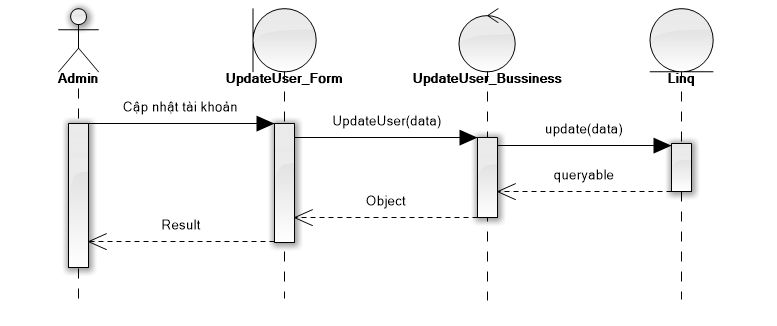 Admin
UpdateUser_Form
UpdateUser_Bussiness
Linq
Cập nhật tài khoản
UpdateUser(data)
update(data)
queryable
Object
Result